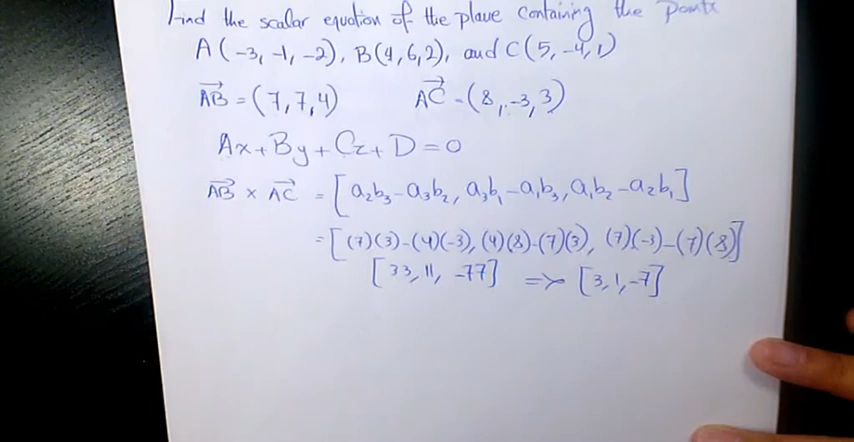 Find the scalar equation of the plane containing the points
A(-3, -1, -2), B(4, 6, 2), and C(5, -4, 1)
AB→ = (7, 7, 4) AC→ = (8, -3, 3)
Ax + By + Cz + D = 0
AB→ × AC→ = [a₂b₃ - a₃b₂, a₃b₁ - a₁b₃, a₁b₂ - a₂b₁]
= [(7)(3) - (4)(-3), (4)(8) - (7)(3), (7)(-3) - (7)(8)]
[33, 11, -77] => [3, 1, -7]